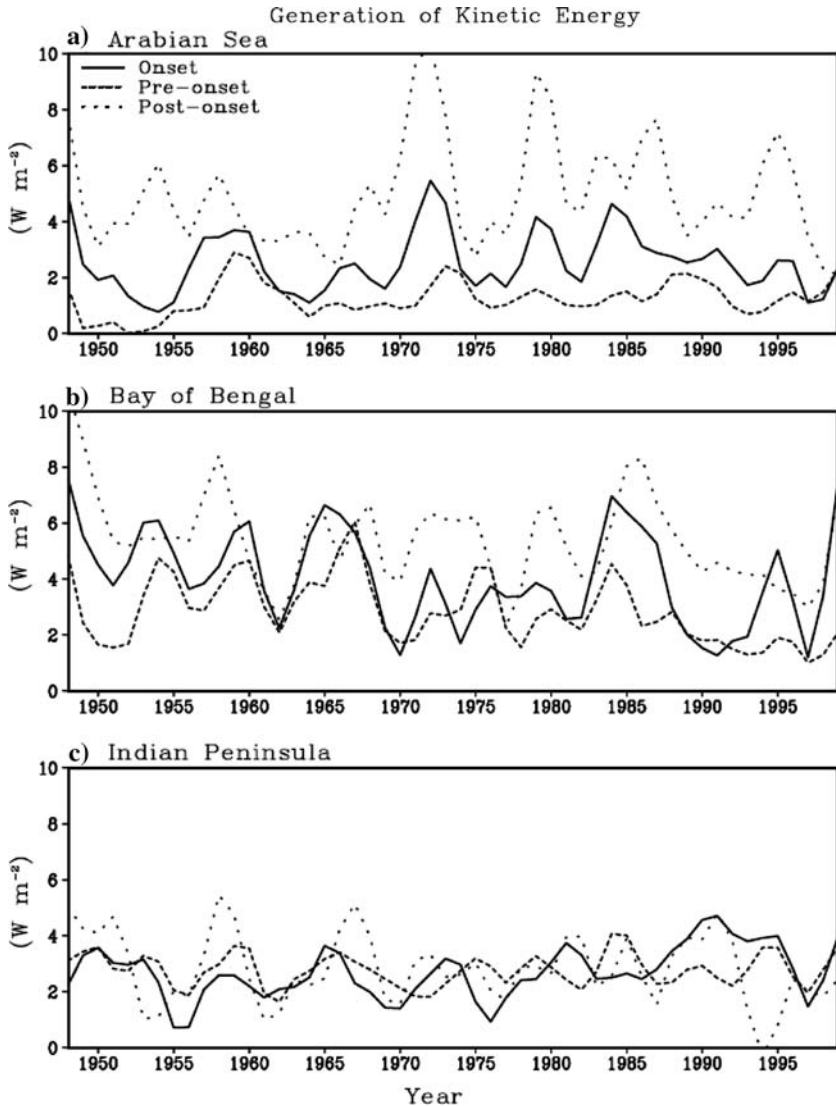 Generation of Kinetic Energy
a) Arabian Sea
Onset
Pre-onset
Post-onset
(W m⁻²)
10
8
6
4
2
0
1950 1955 1960 1965 1970 1975 1980 1985 1990 1995
b) Bay of Bengal
(W m⁻²)
10
8
6
4
2
0
1950 1955 1960 1965 1970 1975 1980 1985 1990 1995
c) Indian Peninsula
(W m⁻²)
10
8
6
4
2
0
1950 1955 1960 1965 1970 1975 1980 1985 1990 1995
Year